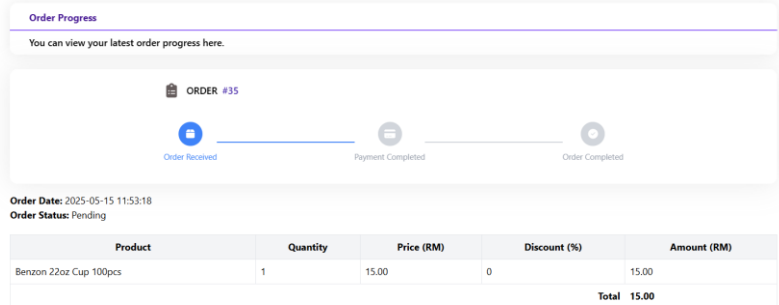 Order Progress
You can view your latest order progress here.
ORDER #35
Order Received Payment Completed Order Completed
Order Date: 2025-05-15 11:53:18
Order Status: Pending
Product Quantity Price (RM) Discount (%) Amount (RM)
Benzon 22oz Cup 100pcs 1 15.00 0 15.00
Total 15.00